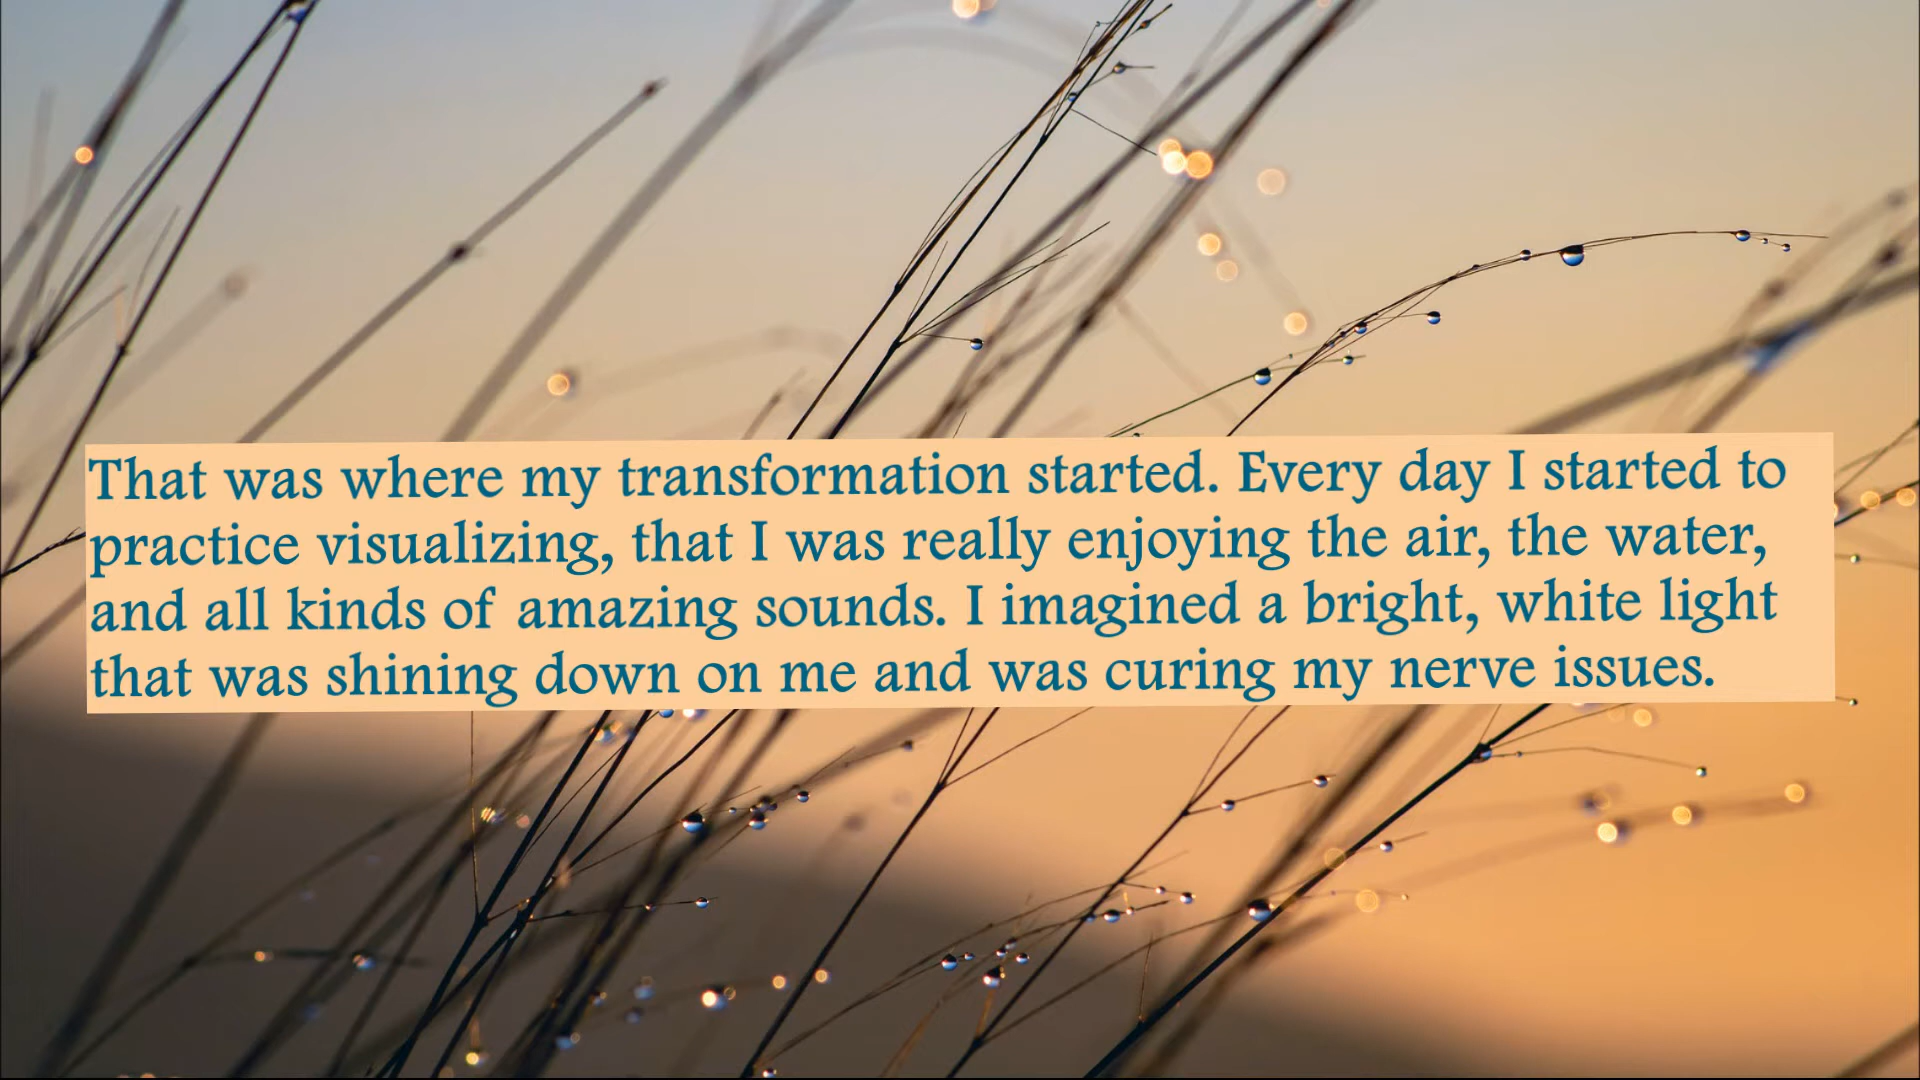 That was where my transformation started. Every day I started to
practice visualizing, that I was really enjoying the air, the water,
and all kinds of amazing sounds. I imagined a bright, white light
that was shining down on me and was curing my nerve issues.